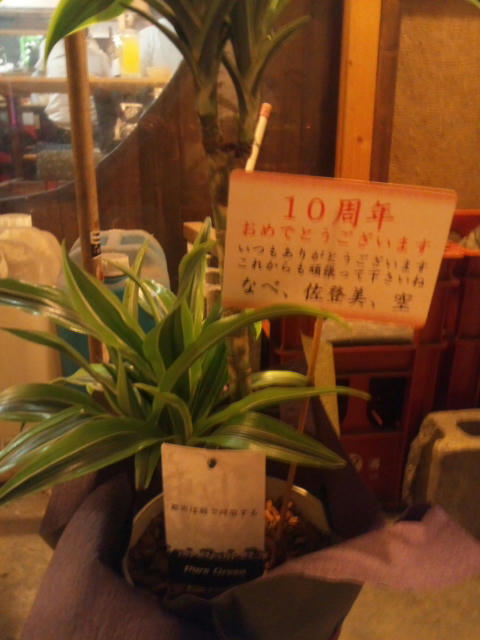 10周年
おめでとうございます
いつもありがとうございます
これからも頑張って下さいね
なべ、佐登美、空
Pure Green